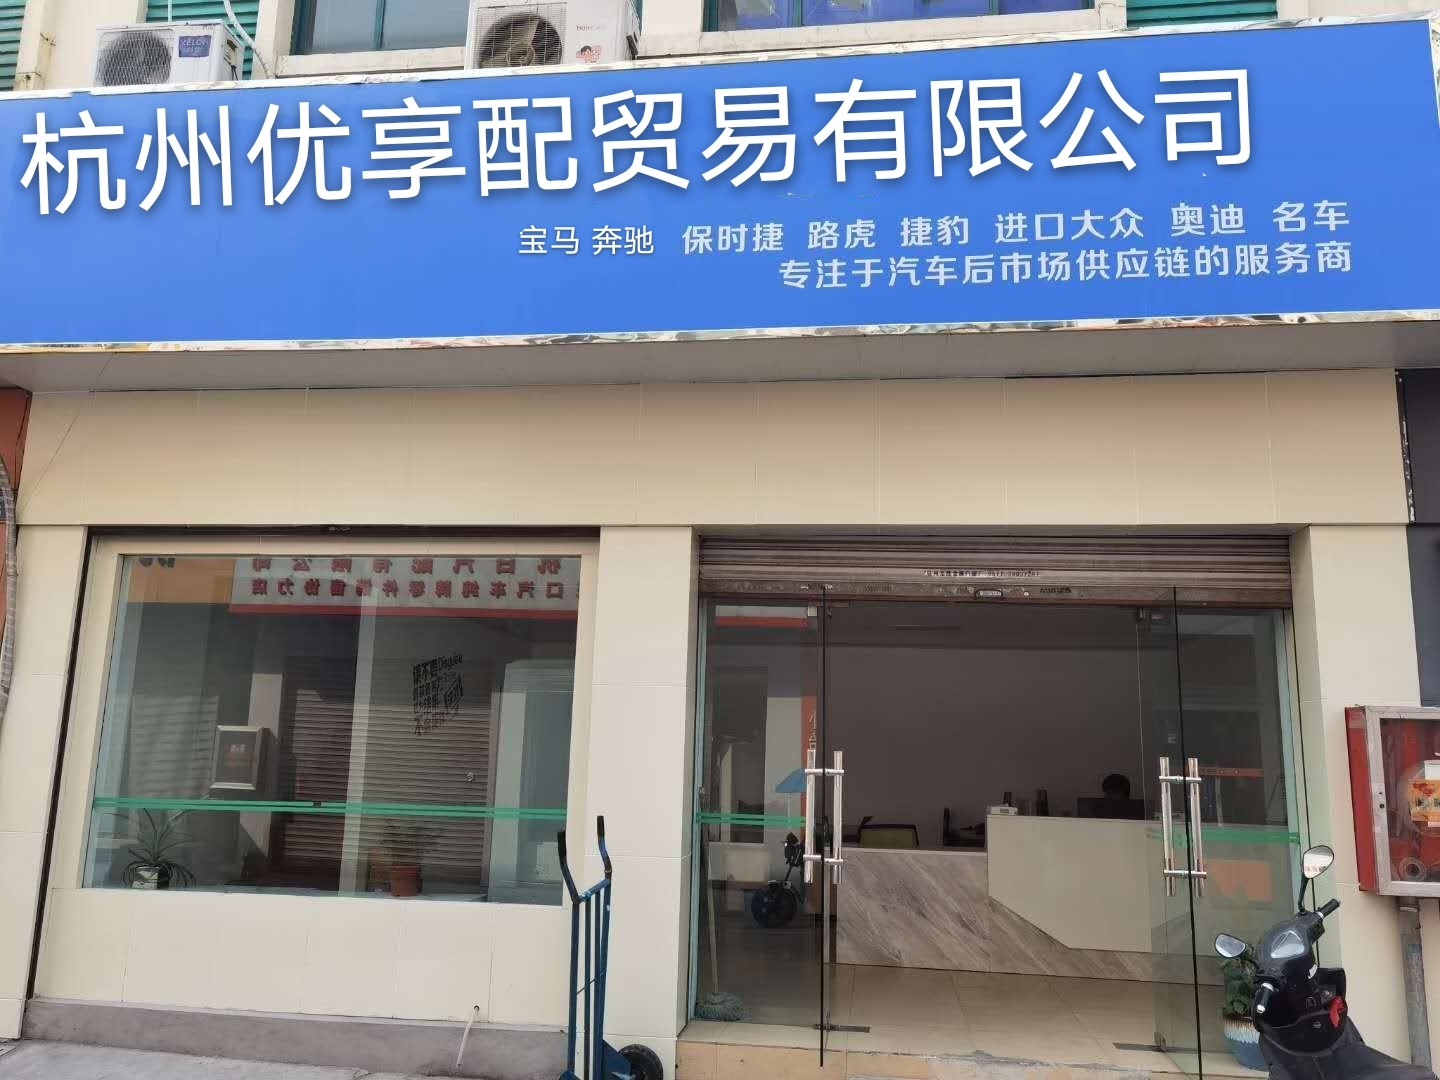 杭州优享配贸易有限公司
宝马 奔驰 保时捷 路虎 捷豹 进口大众 奥迪 名车
专注于汽车后市场供应链的服务商